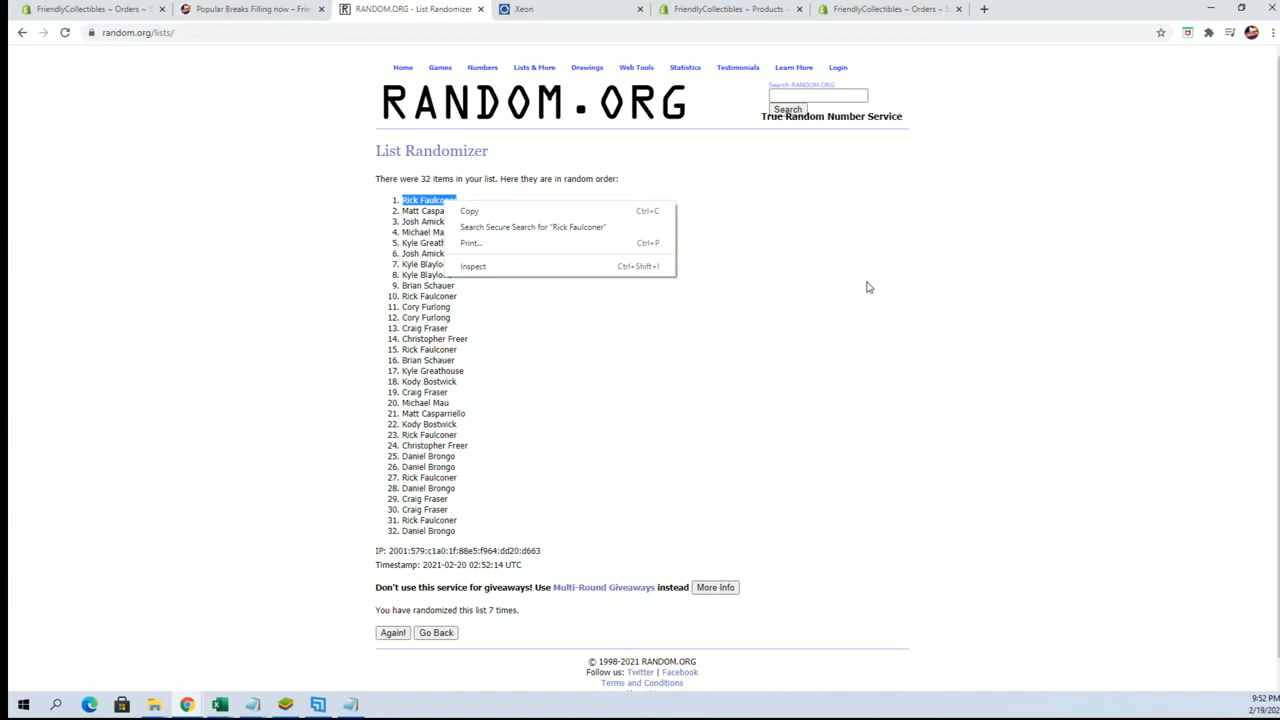 FriendlyCollectibles ~ Orders ~ S
Popular Breaks Filling now – Frie
RANDOM.ORG - List Randomizer
Xeon
FriendlyCollectibles ~ Products ~
FriendlyCollectibles ~ Orders ~ S
random.org/lists/
Home Games Numbers Lists & More Drawings Web Tools Statistics Testimonials Learn More Login
Search RANDOM.ORG
RANDOM.ORG
Search
True Random Number Service
List Randomizer
There were 32 items in your list. Here they are in random order:
1. Rick Faulconer
2. Matt Caspa
3. Josh Amick
4. Michael Ma
5. Kyle Greath
6. Josh Amick
7. Kyle Blaylo
8. Kyle Blaylo
9. Brian Schauer
10. Rick Faulconer
11. Cory Furlong
12. Cory Furlong
13. Craig Fraser
14. Christopher Freer
15. Rick Faulconer
16. Brian Schauer
17. Kyle Greathouse
18. Kody Bostwick
19. Craig Fraser
20. Michael Mau
21. Matt Casparriello
22. Kody Bostwick
23. Rick Faulconer
24. Christopher Freer
25. Daniel Brongo
26. Daniel Brongo
27. Rick Faulconer
28. Daniel Brongo
29. Craig Fraser
30. Craig Fraser
31. Rick Faulconer
32. Daniel Brongo
Copy Ctrl+C
Search Secure Search for "Rick Faulconer"
Print... Ctrl+P
Inspect Ctrl+Shift+I
IP: 2001:579:c1a0:1f:88e5:f964:dd20:d663
Timestamp: 2021-02-20 02:52:14 UTC
Don't use this service for giveaways! Use Multi-Round Giveaways instead More Info
You have randomized this list 7 times.
Again! Go Back
© 1998-2021 RANDOM.ORG
Follow us: Twitter | Facebook
Terms and Conditions
9:52 PM
2/19/202